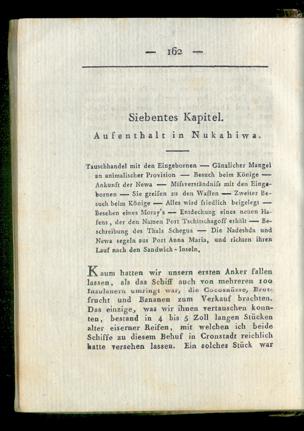 — 162 —
Siebentes Kapitel.
Aufenthalt in Nukahiwa.
Tauschhandel mit den Eingebornen — Gänzlicher Mangel
an animalischer Provision — Besuch beim Könige —
Ankunft der Newa — Missverständniss mit den Einge-
bornen — Sie greifen zu den Waffen — Zweiter Be-
such beim Könige — Alles wird friedlich beigelegt —
Besehen eines Moray's — Entdeckung eines neuen Ha-
fens, der den Namen Port Tschitschagoff erhält — Be-
schreibung des Thals Schegua — Die Nadeshda und
Newa segeln aus Port Anna Maria, und richten ihren
Lauf nach den Sandwich-Inseln.
Kaum hatten wir unsern ersten Anker fallen
lassen, als das Schiff auch von mehreren 100
Insulanern umringt war, die Cocosnüsse, Brot-
frucht und Bananen zum Verkauf brachten.
Das einzige, was wir ihnen vertauschen konn-
ten, bestand in 4 bis 5 Zoll langen Stücken
alter eiserner Reifen, mit welchen ich beide
Schiffe zu diesem Behuf in Cronstadt reichlich
hatte versehen lassen. Ein solches Stück war